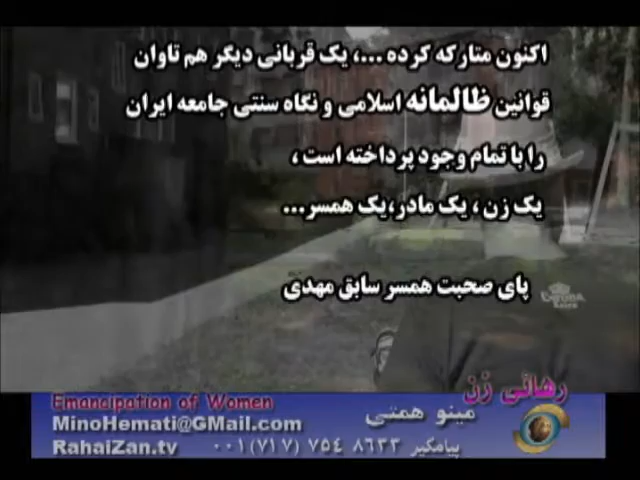 اکنون متارکه کرده ...، یک قربانی دیگر هم تاوان
قوانین ظالمانه اسلامی و نگاه سنتی جامعه ایران
را با تمام وجود پرداخته است ،
یک زن ، یک مادر،یک همسر...
پای صحبت همسر سابق مهدی
رهائی زن
Emancipation of Women
مینو همتی
MinoHemati@GMail.com
RahaiZan.tv
پیامگیر ۰۰۱ (۷۱۷) ۷۵۴ ۸۶۳۳